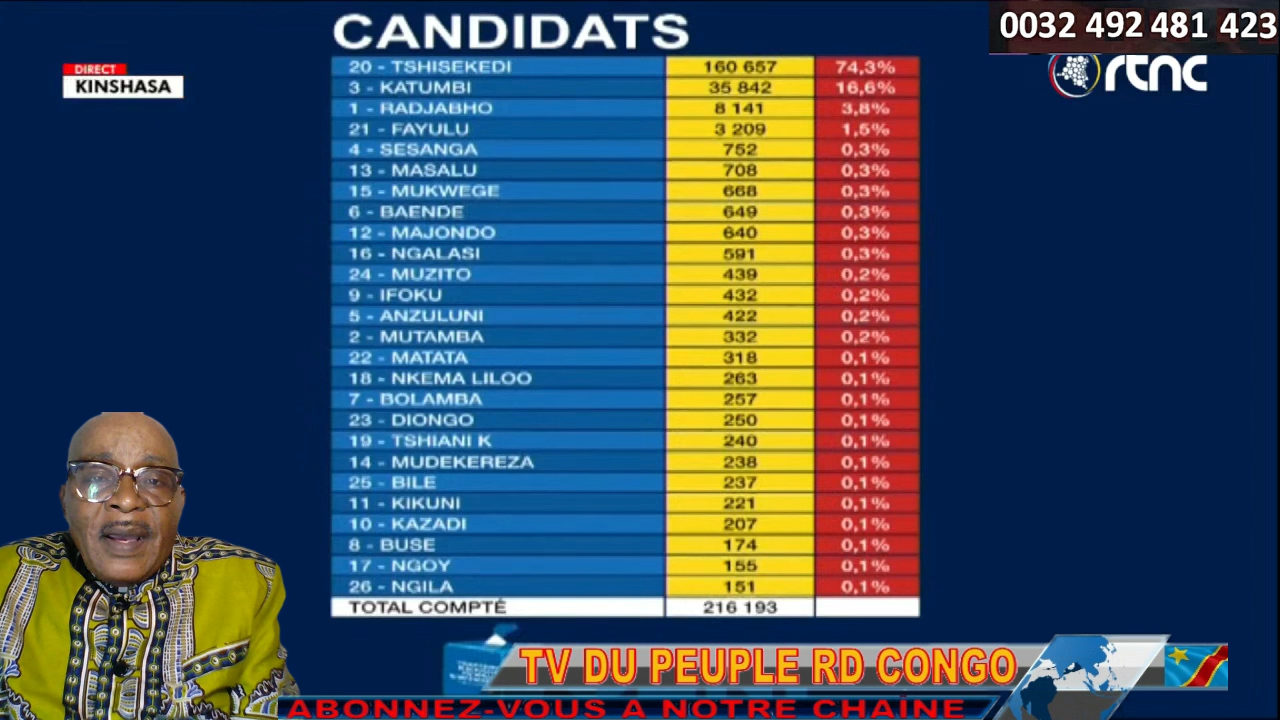 CANDIDATS
0032 492 481 423
DIRECT
KINSHASA
rtnc
20 - TSHISEKEDI 160 657 74,3%
3 - KATUMBI 35 842 16,6%
1 - RADJABHO 8 141 3,8%
21 - FAYULU 3 209 1,5%
4 - SESANGA 752 0,3%
13 - MASALU 708 0,3%
15 - MUKWEGE 668 0,3%
6 - BAENDE 649 0,3%
12 - MAJONDO 640 0,3%
16 - NGALASI 591 0,3%
24 - MUZITO 439 0,2%
9 - IFOKU 432 0,2%
5 - ANZULUNI 422 0,2%
2 - MUTAMBA 332 0,2%
22 - MATATA 318 0,1%
18 - NKEMA LILOO 263 0,1%
7 - BOLAMBA 257 0,1%
23 - DIONGO 250 0,1%
19 - TSHIANI K 240 0,1%
14 - MUDEKEREZA 238 0,1%
25 - BILE 237 0,1%
11 - KIKUNI 221 0,1%
10 - KAZADI 207 0,1%
8 - BUSE 174 0,1%
17 - NGOY 155 0,1%
26 - NGILA 151 0,1%
TOTAL COMPTÉ 216 193
TV DU PEUPLE RD CONGO
ABONNEZ-VOUS A NOTRE CHAÎNE